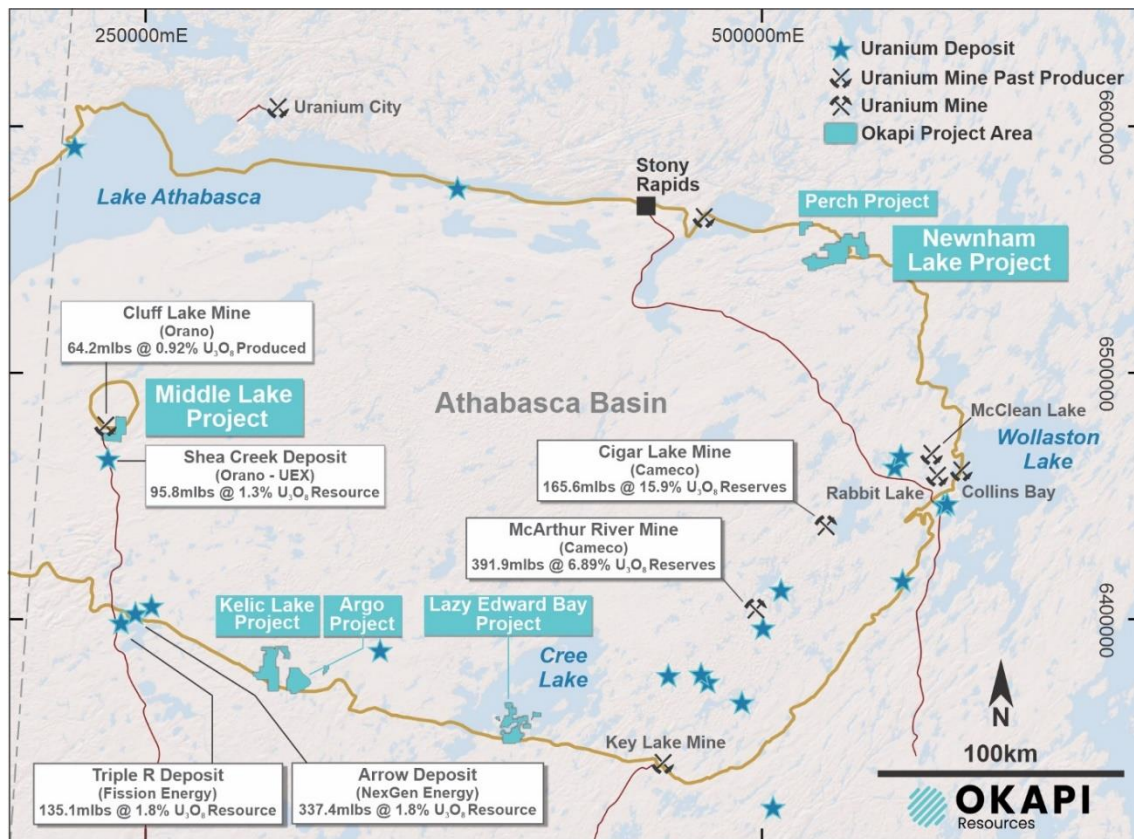 250000mE
500000mE
Uranium Deposit
Uranium Mine Past Producer
Uranium Mine
Okapi Project Area
Uranium City
6600000
Lake Athabasca
Stony
Rapids
Perch Project
Newnham
Lake Project
Cluff Lake Mine
(Orano)
64.2mlbs @ 0.92% U₃O₈ Produced
6500000
Middle Lake
Project
Athabasca Basin
McClean Lake
Wollaston
Lake
Shea Creek Deposit
(Orano - UEX)
95.8mlbs @ 1.3% U₃O₈ Resource
Cigar Lake Mine
(Cameco)
165.6mlbs @ 15.9% U₃O₈ Reserves
Rabbit Lake
Collins Bay
McArthur River Mine
(Cameco)
391.9mlbs @ 6.89% U₃O₈ Reserves
6400000
Kelic Lake
Project
Argo
Project
Lazy Edward Bay
Project
Cree
Lake
N
Key Lake Mine
100km
Triple R Deposit
(Fission Energy)
135.1mlbs @ 1.8% U₃O₈ Resource
Arrow Deposit
(NexGen Energy)
337.4mlbs @ 1.8% U₃O₈ Resource
OKAPI
Resources